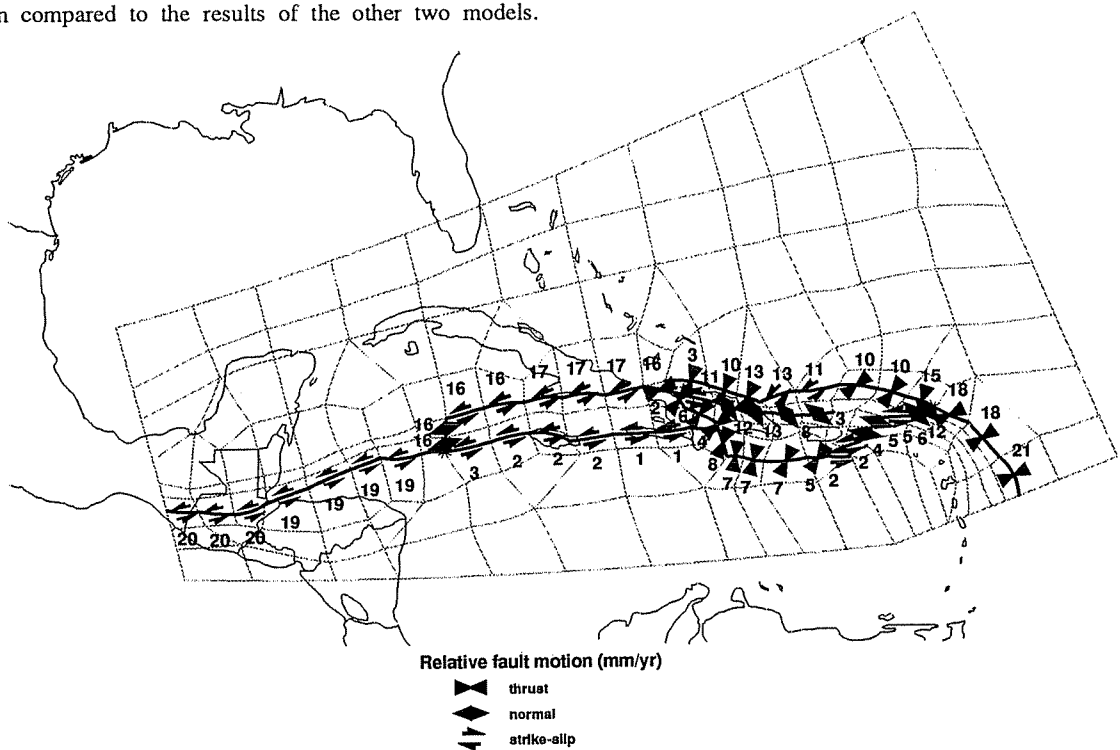 n compared to the results of the other two models.
3
16 16 17 17 17 16 11 10 13 13 11 10 10 15 18
16
16
18
2 6 3 8 3
12 5 5 6 12
3 2 2 2 1 1 4 4 21
19 19 8 7 7 7 5 2 2
19
19
20 20 20
Relative fault motion (mm/yr)
thrust
normal
strike-slip